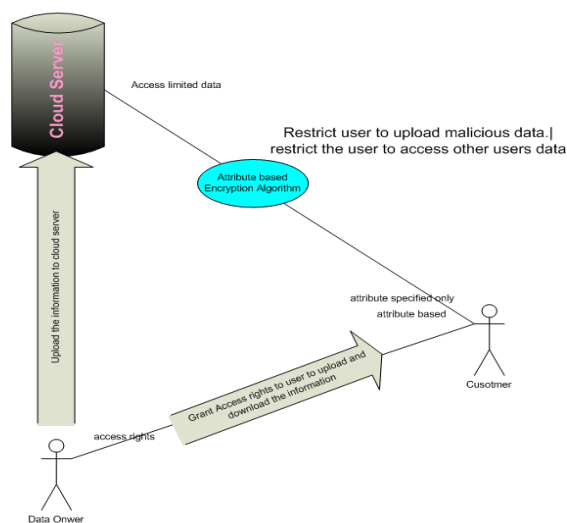 Cloud Server
Access limited data
Restrict user to upload malicious data.|
restrict the user to access other users data
Attribute based
Encryption Algorithm
Upload the information to cloud server
attribute specified only
attribute based
Grant Access rights to user to upload and
download the information
Cusotmer
access rights
Data Onwer